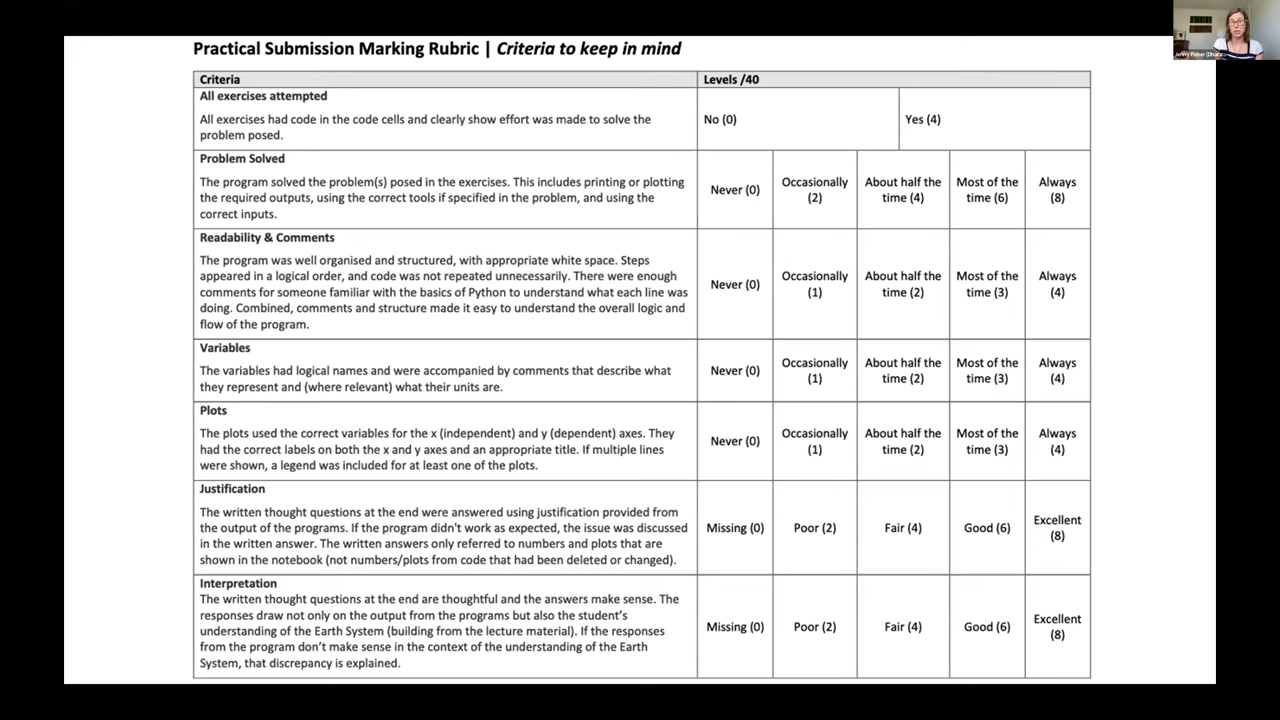 Practical Submission Marking Rubric | Criteria to keep in mind
Criteria
Levels /40
All exercises attempted
All exercises had code in the code cells and clearly show effort was made to solve the
problem posed.
No (0)
Yes (4)
Problem Solved
The program solved the problem(s) posed in the exercises. This includes printing or plotting
the required outputs, using the correct tools if specified in the problem, and using the
correct inputs.
Never (0)
Occasionally
(2)
About half the
time (4)
Most of the
time (6)
Always
(8)
Readability & Comments
The program was well organised and structured, with appropriate white space. Steps
appeared in a logical order, and code was not repeated unnecessarily. There were enough
comments for someone familiar with the basics of Python to understand what each line was
doing. Combined, comments and structure made it easy to understand the overall logic and
flow of the program.
Never (0)
Occasionally
(1)
About half the
time (2)
Most of the
time (3)
Always
(4)
Variables
The variables had logical names and were accompanied by comments that describe what
they represent and (where relevant) what their units are.
Never (0)
Occasionally
(1)
About half the
time (2)
Most of the
time (3)
Always
(4)
Plots
The plots used the correct variables for the x (independent) and y (dependent) axes. They
had the correct labels on both the x and y axes and an appropriate title. If multiple lines
were shown, a legend was included for at least one of the plots.
Never (0)
Occasionally
(1)
About half the
time (2)
Most of the
time (3)
Always
(4)
Justification
The written thought questions at the end were answered using justification provided from
the output of the programs. If the program didn't work as expected, the issue was discussed
in the written answer. The written answers only referred to numbers and plots that are
shown in the notebook (not numbers/plots from code that had been deleted or changed).
Missing (0)
Poor (2)
Fair (4)
Good (6)
Excellent
(8)
Interpretation
The written thought questions at the end are thoughtful and the answers make sense. The
responses draw not only on the output from the programs but also the student's
understanding of the Earth System (building from the lecture material). If the responses
from the program don't make sense in the context of the understanding of the Earth
System, that discrepancy is explained.
Missing (0)
Poor (2)
Fair (4)
Good (6)
Excellent
(8)
Jenny Fisher